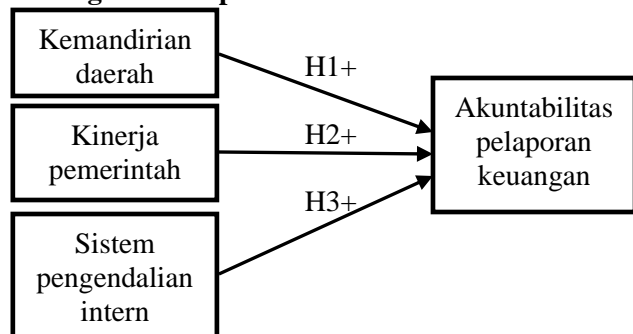 Kemandirian
daerah
H1+
Kinerja
pemerintah
H2+
Akuntabilitas
pelaporan
keuangan
H3+
Sistem
pengendalian
intern